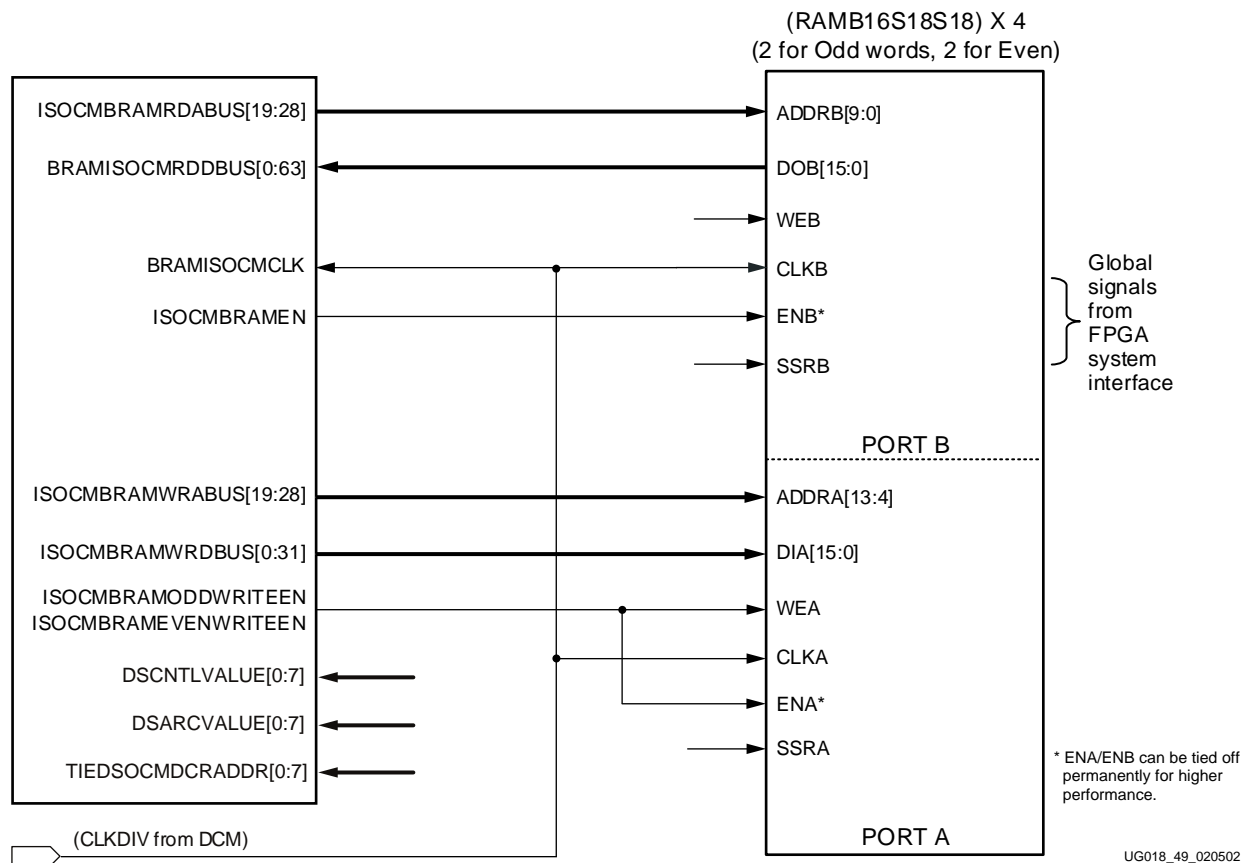 (RAMB16S18S18) X 4
(2 for Odd words, 2 for Even)
ISOCMBRAMRDABUS[19:28]
ADDRB[9:0]
BRAMISOCMRDDBUS[0:63]
DOB[15:0]
WEB
BRAMISOCMCLK
CLKB
ISOCMBRAMEN
ENB*
SSRB
Global
signals
from
FPGA
system
interface
PORT B
ISOCMBRAMWRABUS[19:28]
ADDRA[13:4]
ISOCMBRAMWRDBUS[0:31]
DIA[15:0]
ISOCMBRAMODDWRITEEN
ISOCMBRAMEVENWRITEEN
WEA
DSCNTLVALUE[0:7]
CLKA
DSARCVALUE[0:7]
ENA*
TIEDSOCMDCRADDR[0:7]
SSRA
* ENA/ENB can be tied off
permanently for higher
performance.
(CLKDIV from DCM)
PORT A
UG018_49_020502